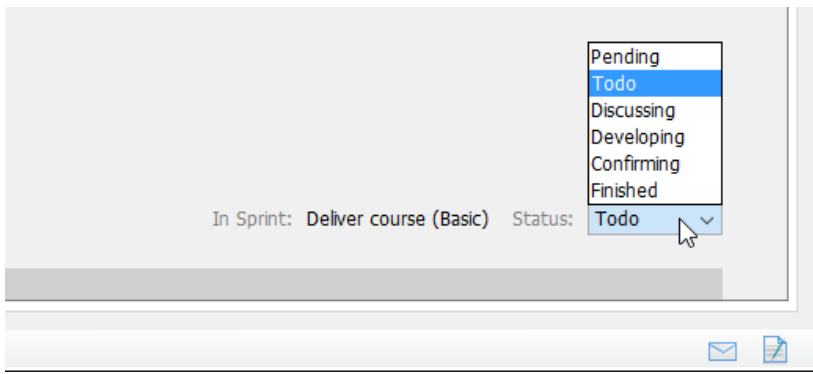 Pending
Todo
Discussing
Developing
Confirming
Finished
In Sprint: Deliver course (Basic) Status: Todo